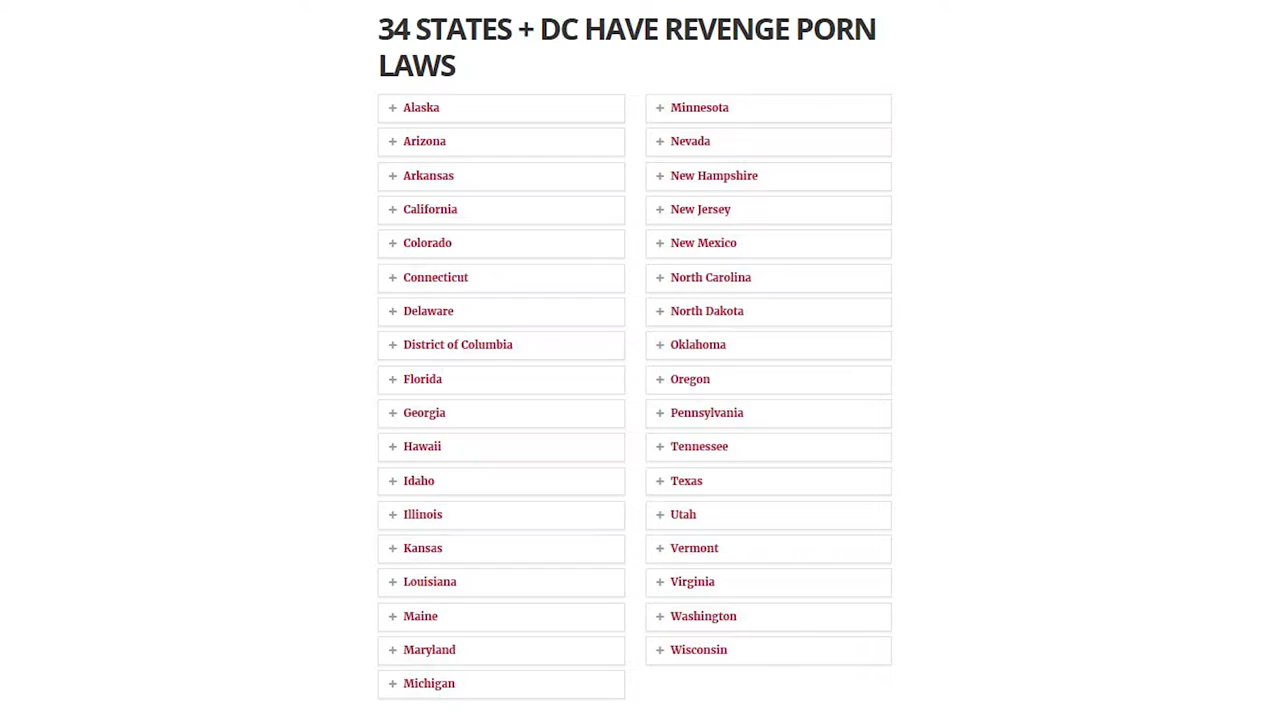 34 STATES + DC HAVE REVENGE PORN
LAWS
+ Alaska
+ Arizona
+ Arkansas
+ California
+ Colorado
+ Connecticut
+ Delaware
+ District of Columbia
+ Florida
+ Georgia
+ Hawaii
+ Idaho
+ Illinois
+ Kansas
+ Louisiana
+ Maine
+ Maryland
+ Michigan
+ Minnesota
+ Nevada
+ New Hampshire
+ New Jersey
+ New Mexico
+ North Carolina
+ North Dakota
+ Oklahoma
+ Oregon
+ Pennsylvania
+ Tennessee
+ Texas
+ Utah
+ Vermont
+ Virginia
+ Washington
+ Wisconsin